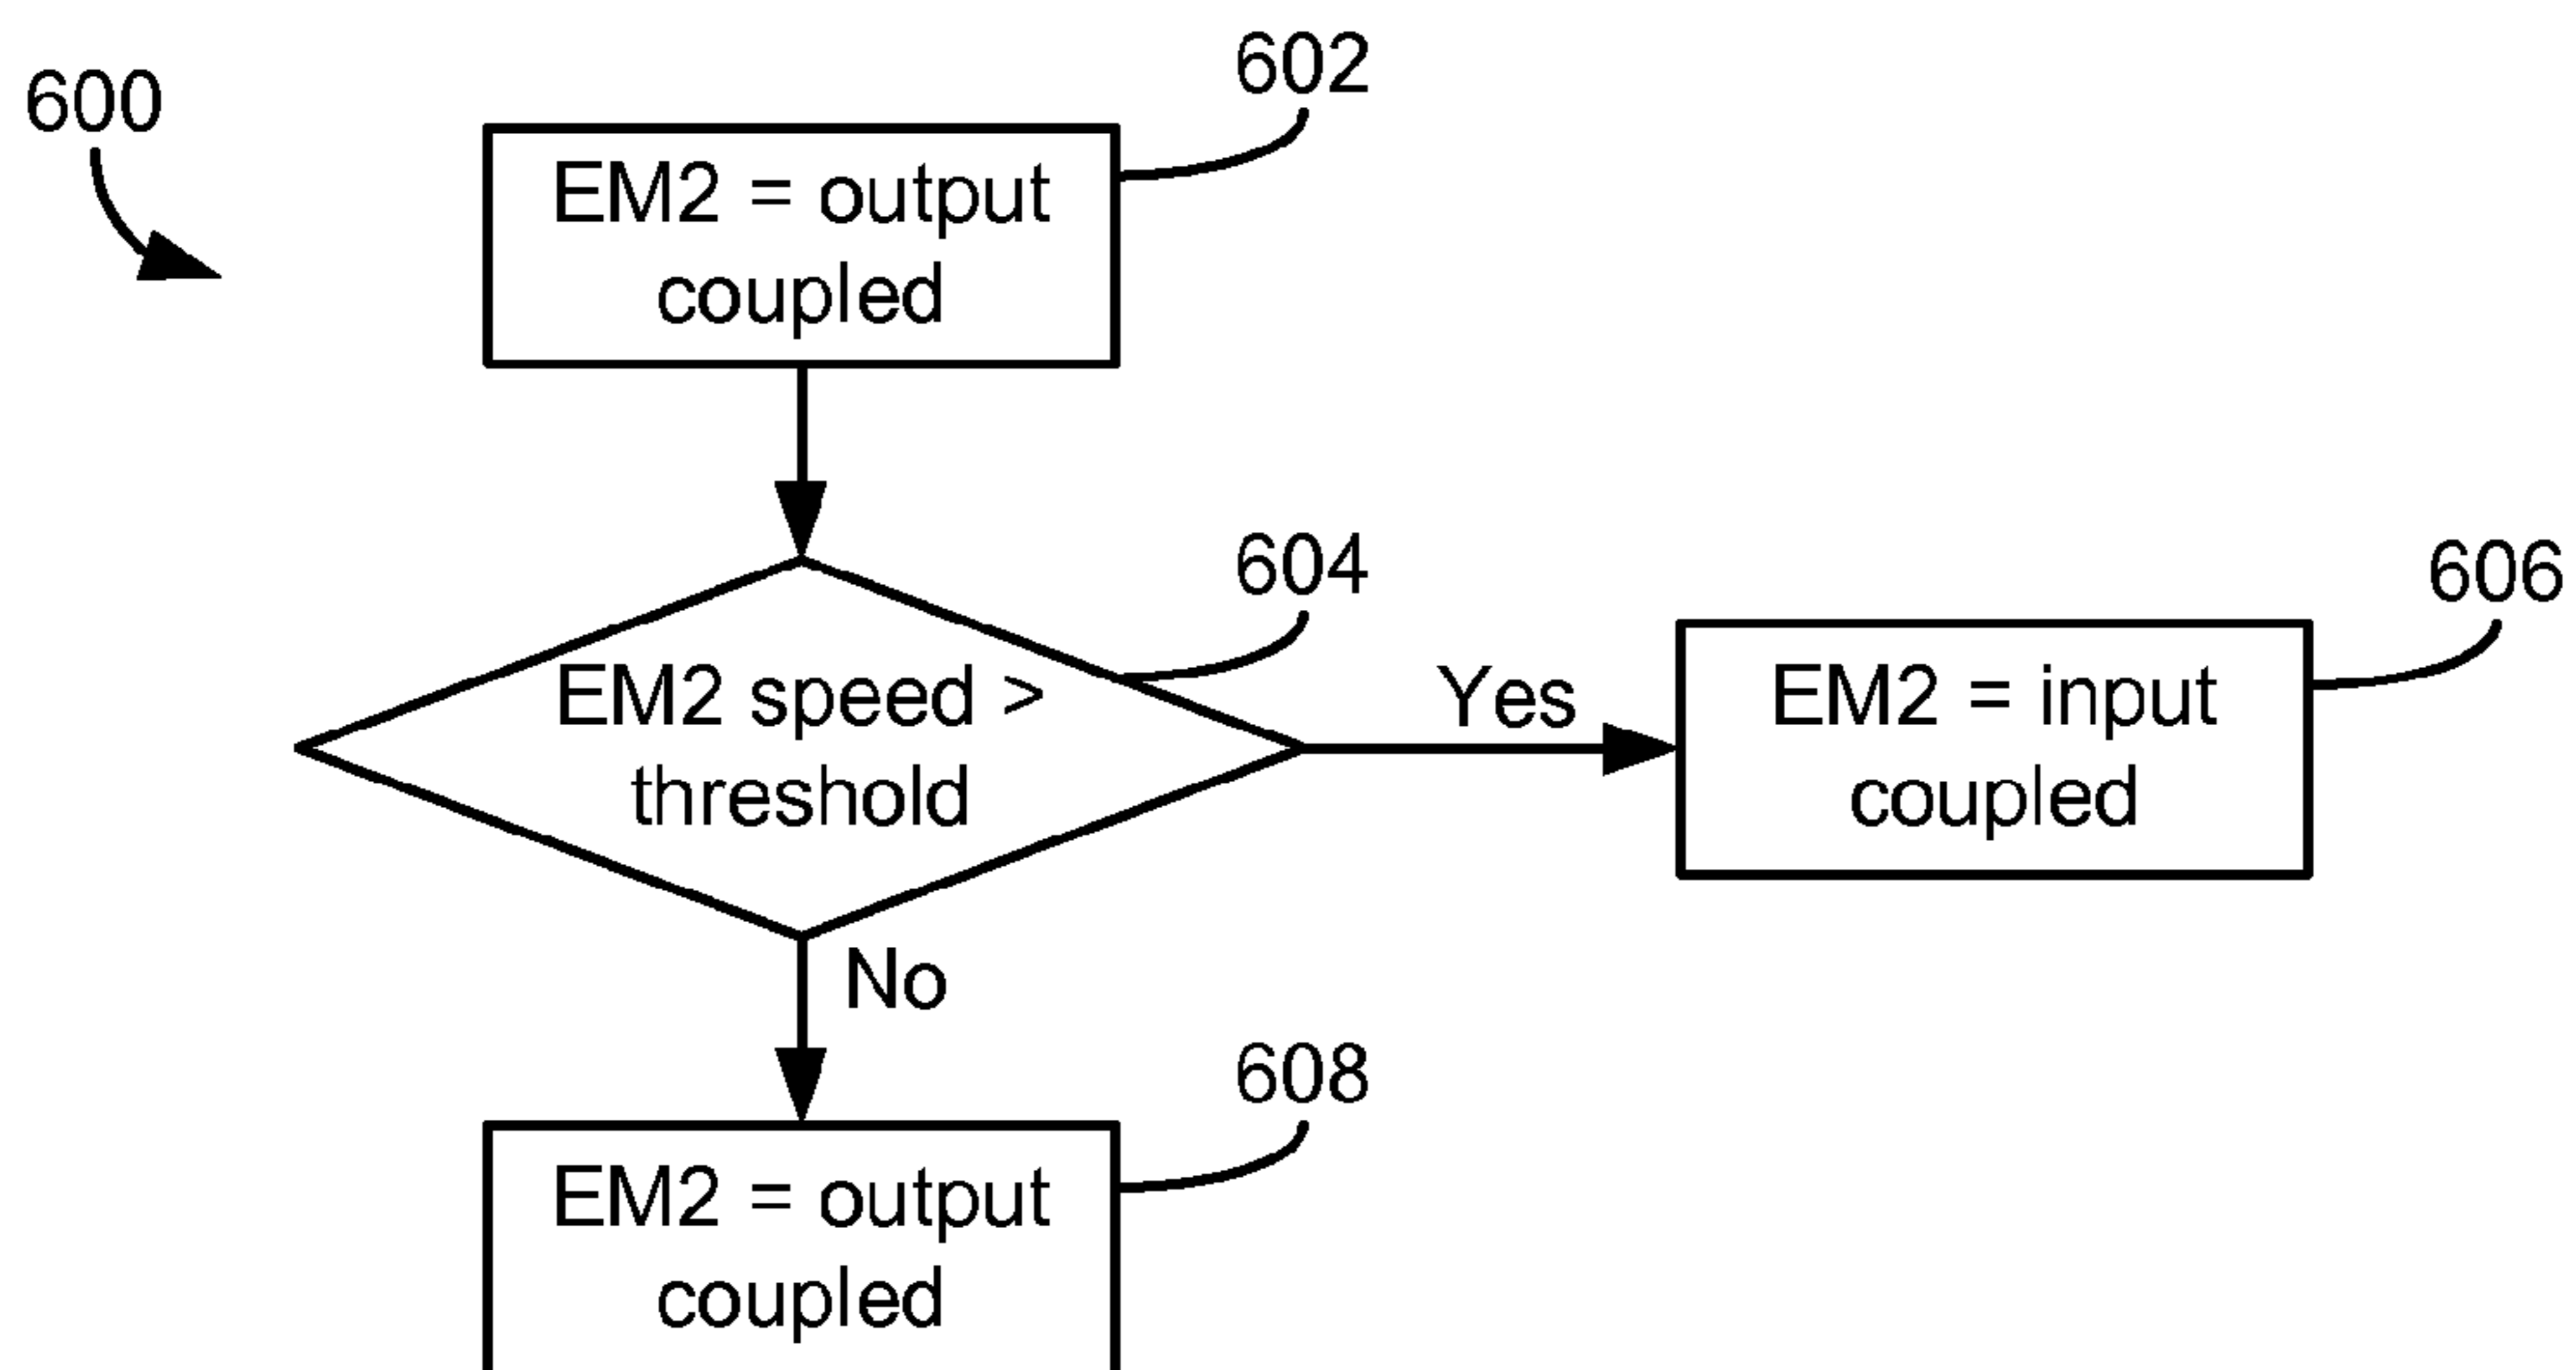 600
602
EM2 = output
coupled
604
EM2 speed >
threshold
Yes
606
EM2 = input
coupled
No
608
EM2 = output
coupled